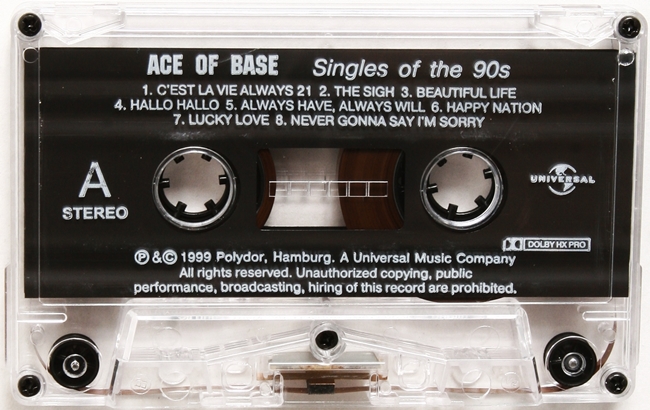 ACE OF BASE Singles of the 90s
1. C'EST LA VIE ALWAYS 21 2. THE SIGH 3. BEAUTIFUL LIFE
4. HALLO HALLO 5. ALWAYS HAVE, ALWAYS WILL 6. HAPPY NATION
7. LUCKY LOVE 8. NEVER GONNA SAY I'M SORRY
A
STEREO
UNIVERSAL
DOLBY HX PRO
℗ & © 1999 Polydor, Hamburg. A Universal Music Company
All rights reserved. Unauthorized copying, public
performance, broadcasting, hiring of this record are prohibited.